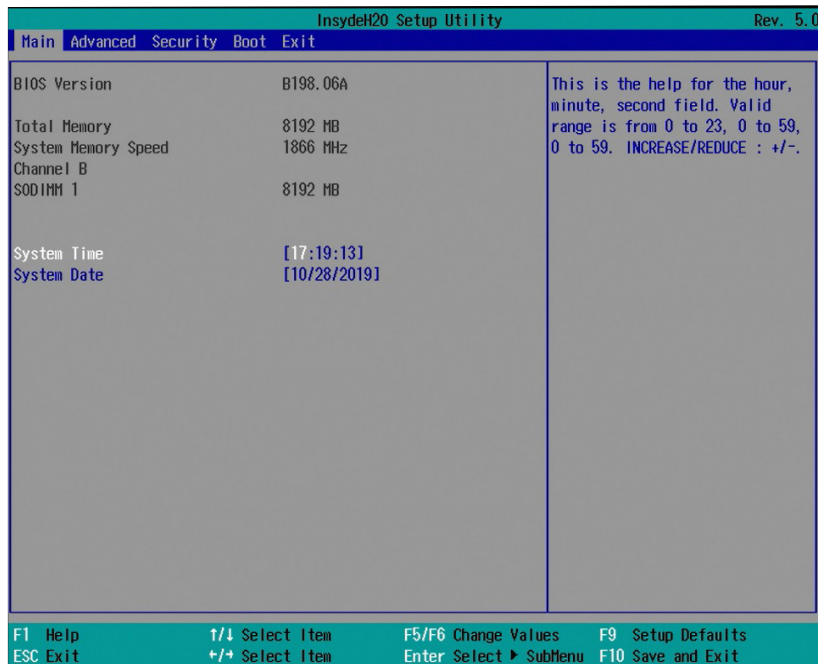 InsydeH20 Setup Utility Rev. 5.0
Main Advanced Security Boot Exit
BIOS Version B198.06A
Total Memory 8192 MB
System Memory Speed 1866 MHz
Channel B
SODIMM 1 8192 MB
System Time [17:19:13]
System Date [10/28/2019]
This is the help for the hour,
minute, second field. Valid
range is from 0 to 23, 0 to 59,
0 to 59. INCREASE/REDUCE : +/-.
F1 Help ↑/↓ Select Item F5/F6 Change Values F9 Setup Defaults
ESC Exit ←/→ Select Item Enter Select ▶ SubMenu F10 Save and Exit